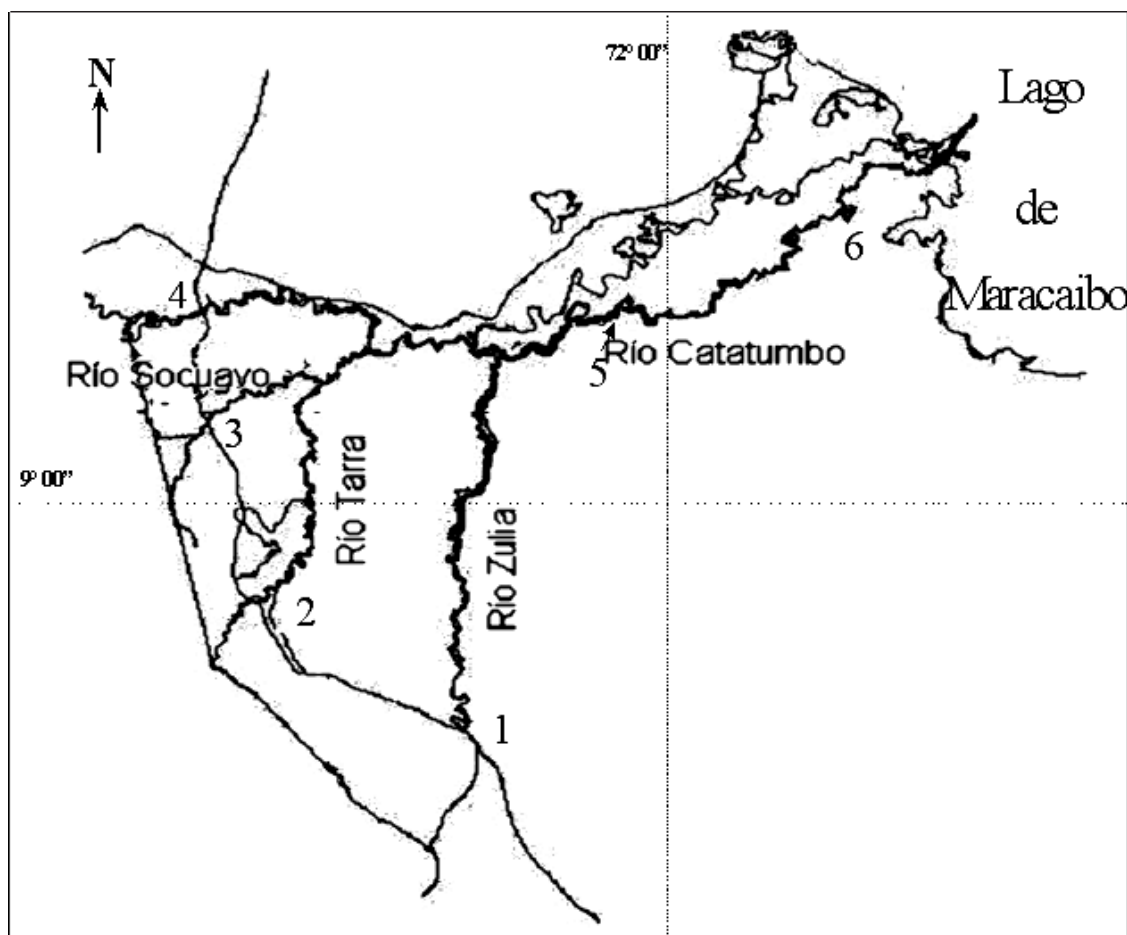 72° 00”
N
Lago
de
Maracaibo
6
4
Río Socuavo
5
Río Catatumbo
3
9° 00”
Río Tarra
Río Zulia
2
1